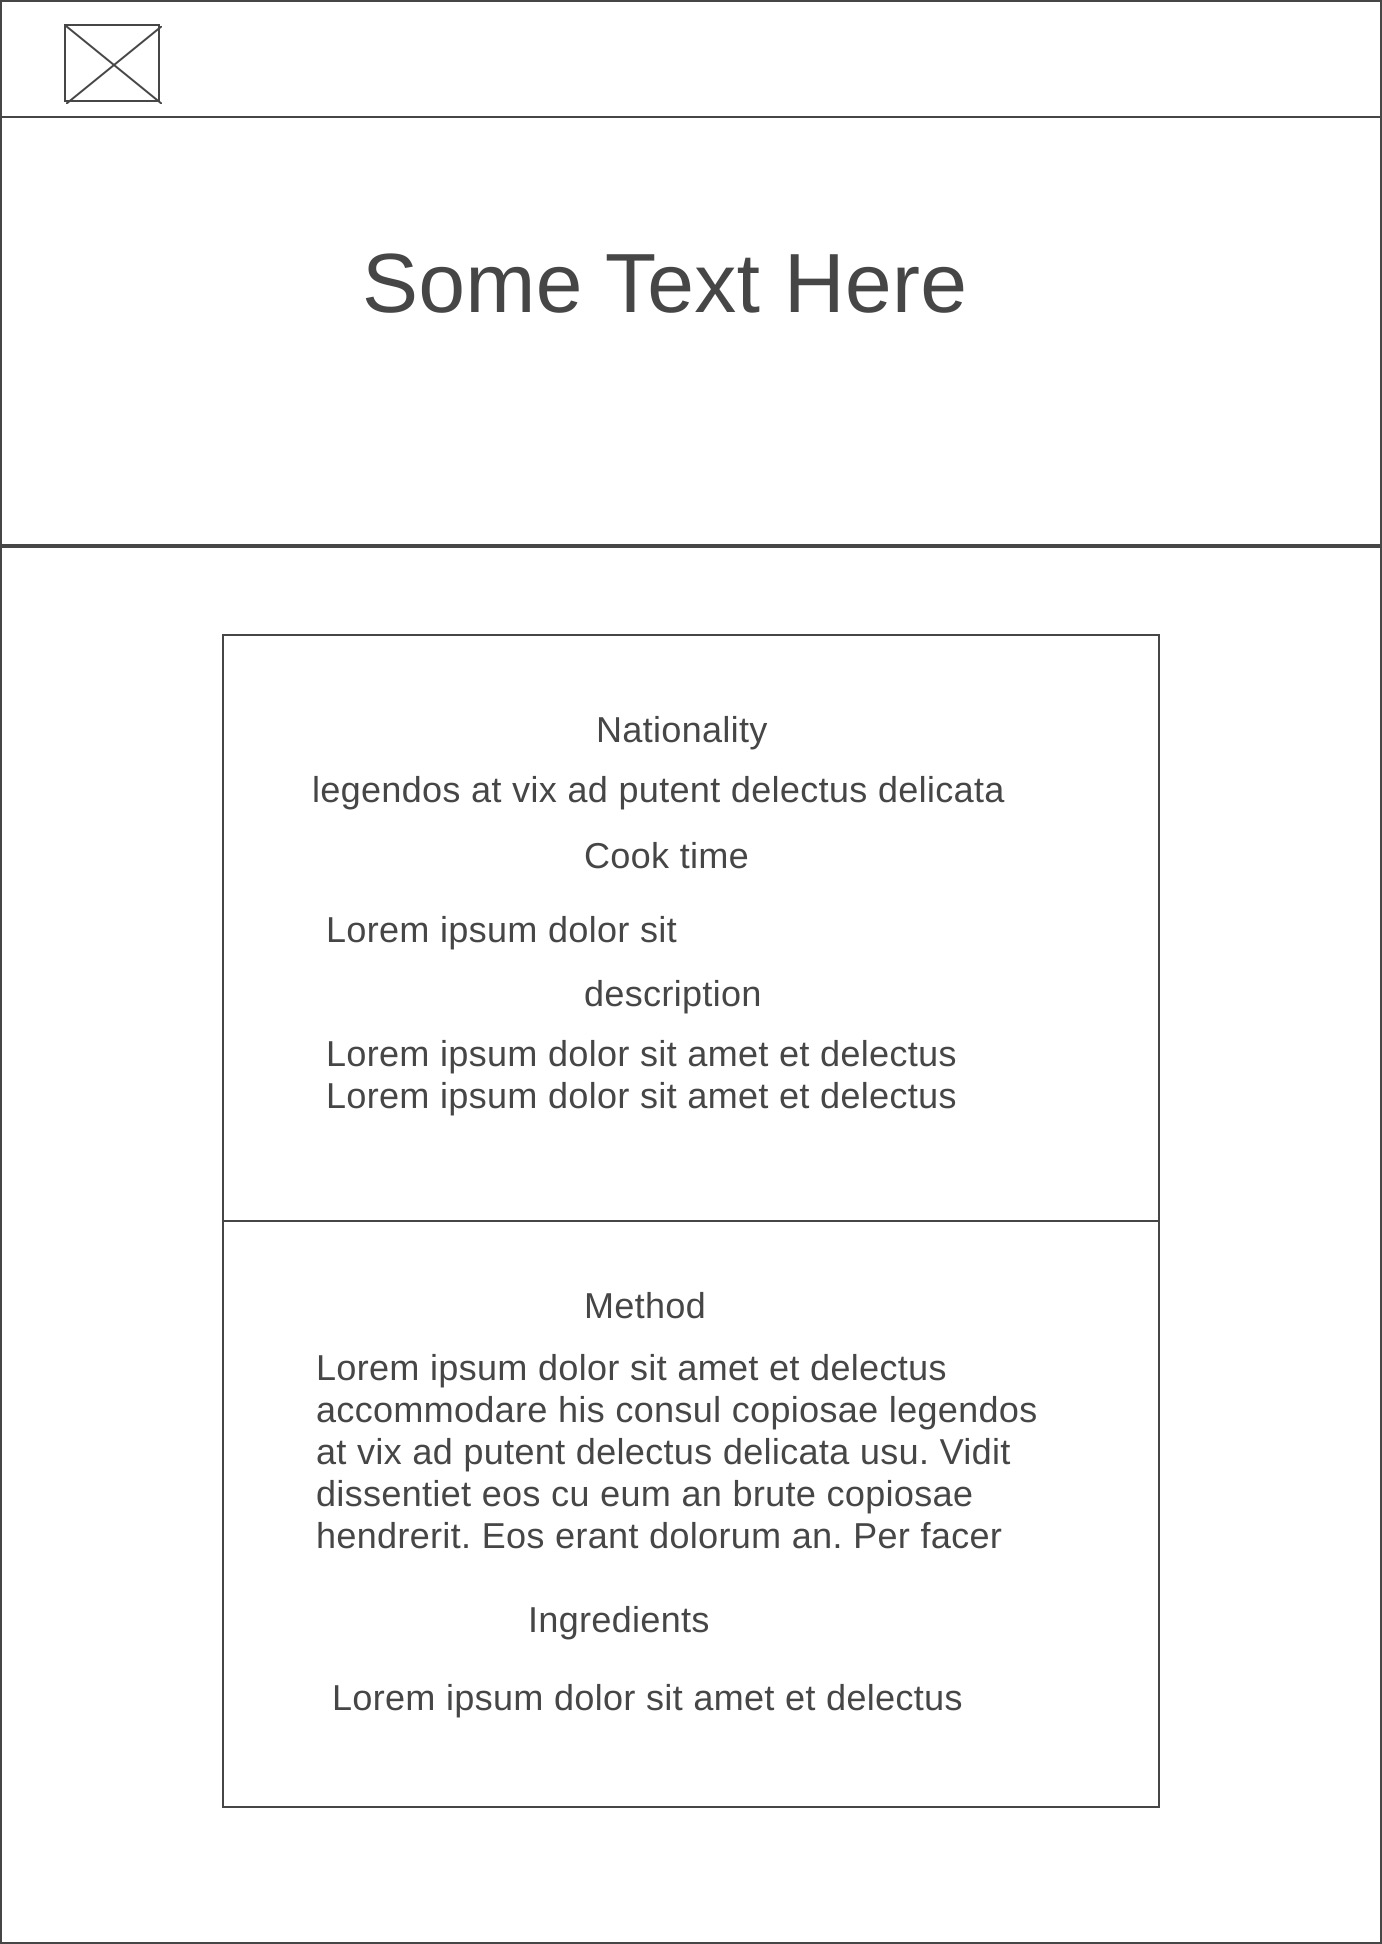 Some Text Here
Nationality
legendos at vix ad putent delectus delicata
Cook time
Lorem ipsum dolor sit
description
Lorem ipsum dolor sit amet et delectus
Lorem ipsum dolor sit amet et delectus
Method
Lorem ipsum dolor sit amet et delectus
accommodare his consul copiosae legendos
at vix ad putent delectus delicata usu. Vidit
dissentiet eos cu eum an brute copiosae
hendrerit. Eos erant dolorum an. Per facer
Ingredients
Lorem ipsum dolor sit amet et delectus